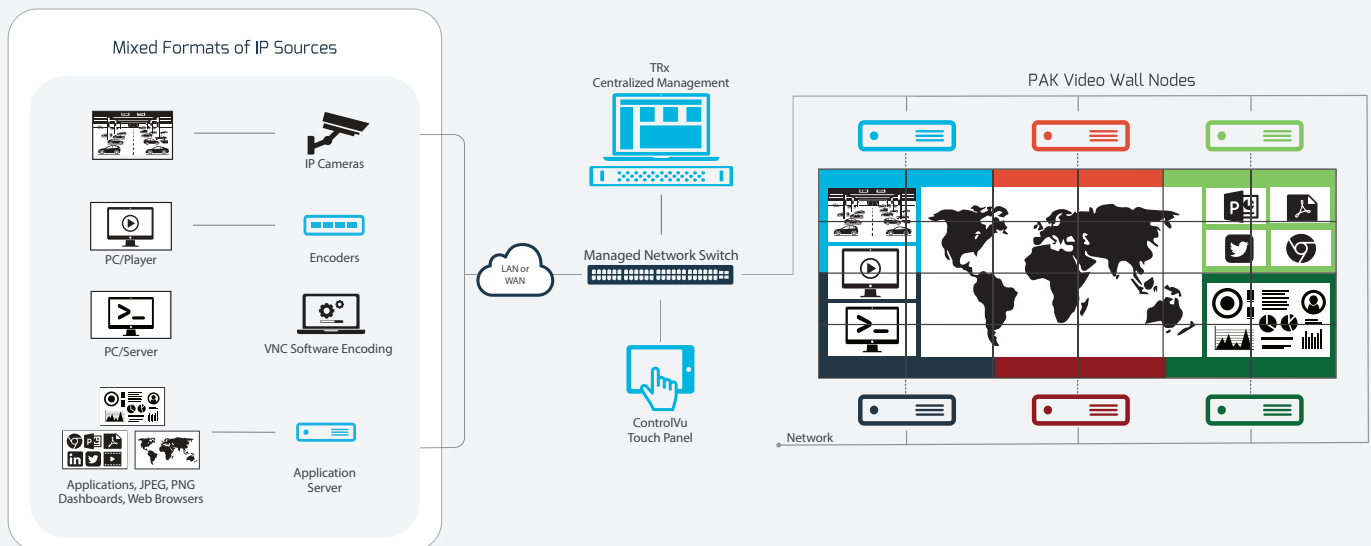 Mixed Formats of IP Sources
IP Cameras
PC/Player
Encoders
PC/Server
VNC Software Encoding
Applications, JPEG, PNG
Dashboards, Web Browsers
Application
Server
LAN or
WAN
TRx
Centralized Management
Managed Network Switch
ControlVu
Touch Panel
PAK Video Wall Nodes
Network